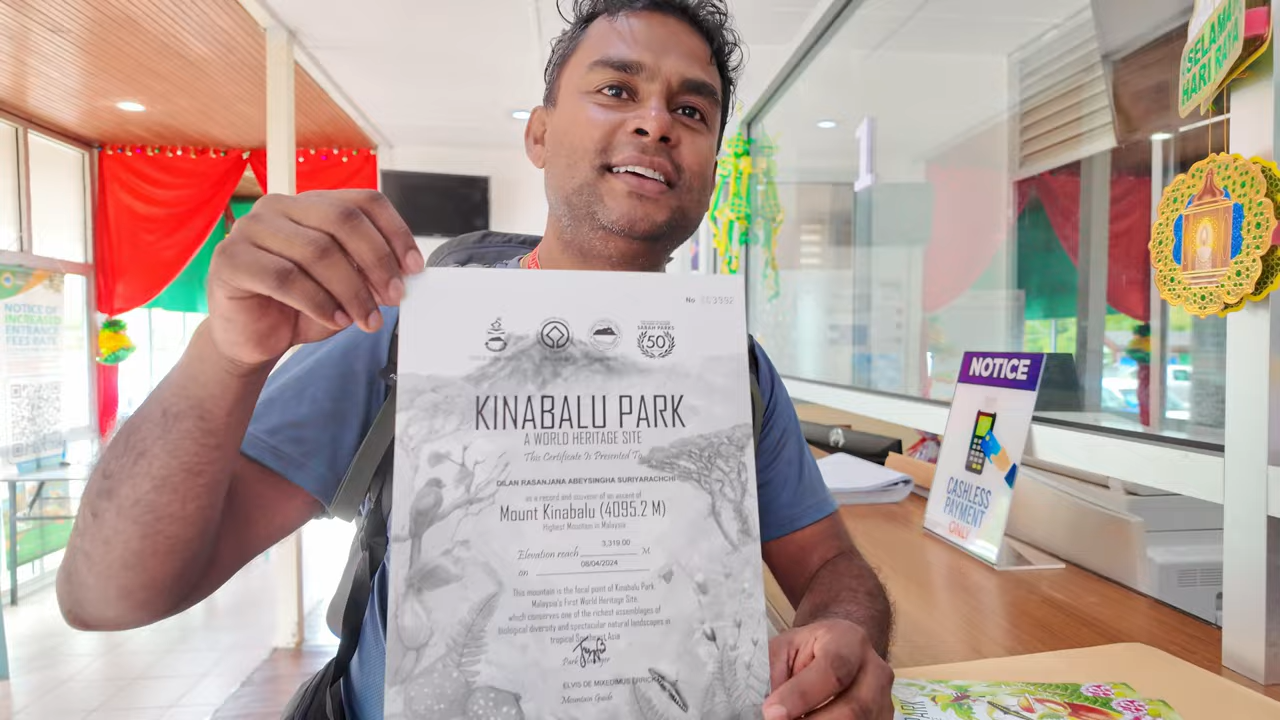 SELAMAT
HARI RAYA
1
NOTICE OF
INCREASED
ENTRANCE
FEES RATE
No
SABAH PARKS
50
KINABALU PARK
A WORLD HERITAGE SITE
This Certificate Is Presented To
DILAN RASANJANA ABEYSINGHA SURIYARACHCHI
as a record and souvenir of an ascent of
Mount Kinabalu (4095.2 M)
Highest Mountain in Malaysia
Elevation reach 3,319.00 M
on 08/04/2024
This mountain is the focal point of Kinabalu Park.
Malaysia's First World Heritage Site.
which conserves one of the richest assemblages of
biological diversity and spectacular natural landscapes in
tropical Southeast Asia
Park Manager
ELVIS DE MIXEDIMUS ERRICK
Mountain Guide
NOTICE
CASHLESS
PAYMENT
ONLY
PARK